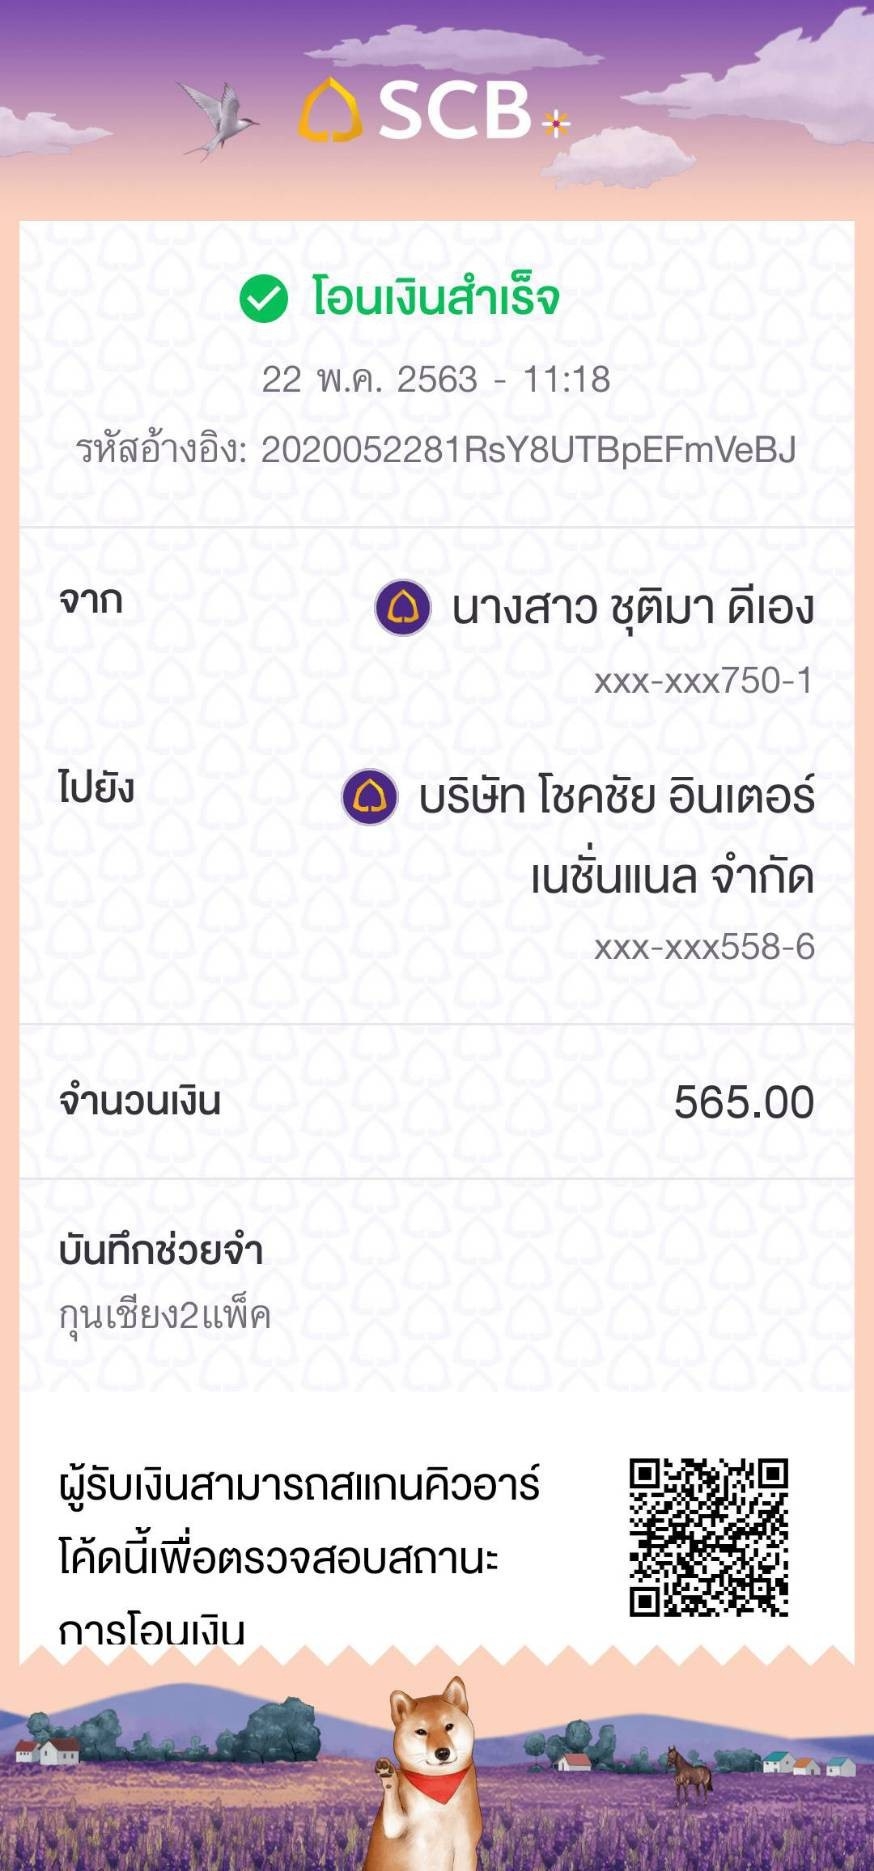 SCB
โอนเงินสำเร็จ
22 พ.ค. 2563 - 11:18
รหัสอ้างอิง: 2020052281RsY8UTBpEFmVeBJ
จาก
นางสาว ชุติมา ดีเอง
xxx-xxx750-1
ไปยัง
บริษัท โชคชัย อินเตอร์
เนชั่นแนล จำกัด
xxx-xxx558-6
จำนวนเงิน
565.00
บันทึกช่วยจำ
กุนเชียง2แพ็ค
ผู้รับเงินสามารถสแกนคิวอาร์
โค้ดนี้เพื่อตรวจสอบสถานะ
การโอนเงิน